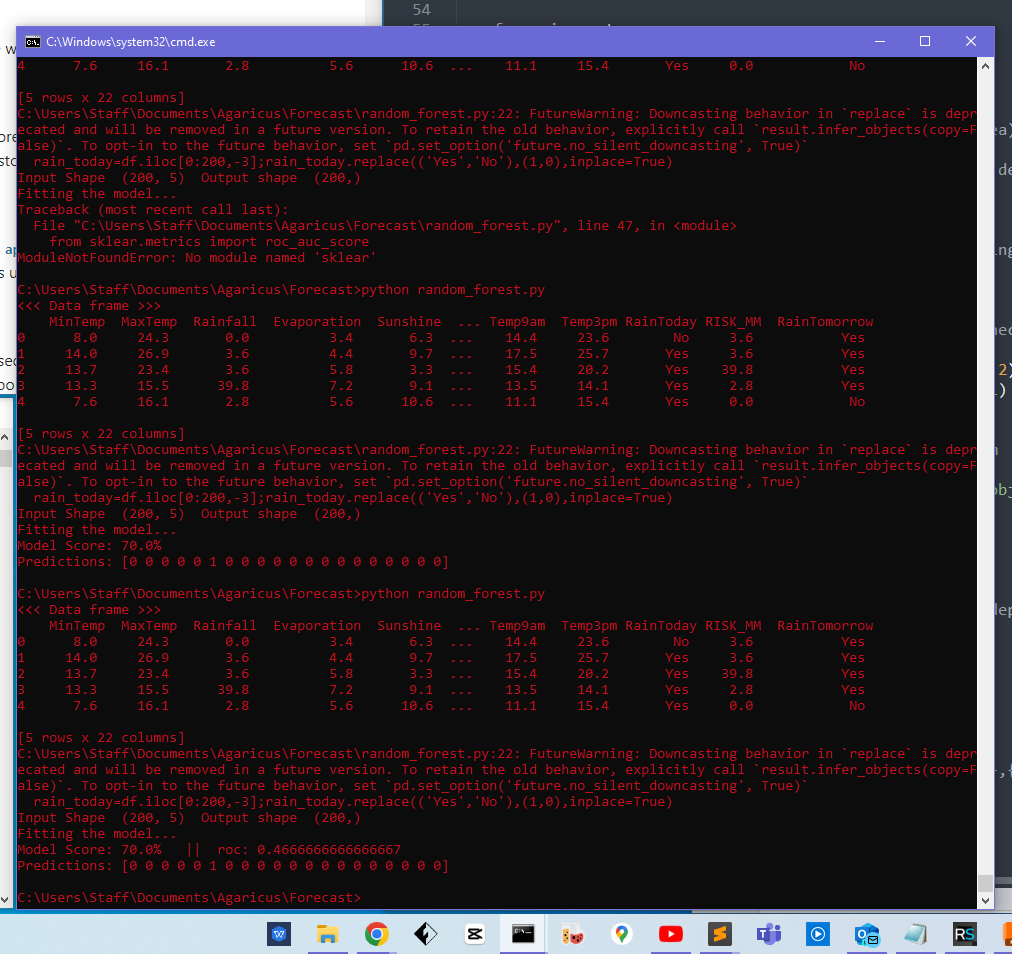 54
C:\Windows\system32\cmd.exe
4 7.6 16.1 2.8 5.6 10.6 ... 11.1 15.4 Yes 0.0 No
[5 rows x 22 columns]
C:\Users\Staff\Documents\Agaricus\Forecast\random_forest.py:22: FutureWarning: Downcasting behavior in `replace` is depr
ecated and will be removed in a future version. To retain the old behavior, explicitly call `result.infer_objects(copy=F
alse)`. To opt-in to the future behavior, set `pd.set_option('future.no_silent_downcasting', True)`
rain_today=df.iloc[0:200,-3];rain_today.replace(('Yes','No'),(1,0),inplace=True)
Input Shape (200, 5) Output shape (200,)
Fitting the model...
Traceback (most recent call last):
File "C:\Users\Staff\Documents\Agaricus\Forecast\random_forest.py", line 47, in <module>
from sklear.metrics import roc_auc_score
ModuleNotFoundError: No module named 'sklear'
C:\Users\Staff\Documents\Agaricus\Forecast>python random_forest.py
<<< Data frame >>>
MinTemp MaxTemp Rainfall Evaporation Sunshine ... Temp9am Temp3pm RainToday RISK_MM RainTomorrow
0 8.0 24.3 0.0 3.4 6.3 ... 14.4 23.6 No 3.6 Yes
1 14.0 26.9 3.6 4.4 9.7 ... 17.5 25.7 Yes 3.6 Yes
2 13.7 23.4 3.6 5.8 3.3 ... 15.4 20.2 Yes 39.8 Yes
3 13.3 15.5 39.8 7.2 9.1 ... 13.5 14.1 Yes 2.8 Yes
4 7.6 16.1 2.8 5.6 10.6 ... 11.1 15.4 Yes 0.0 No
[5 rows x 22 columns]
C:\Users\Staff\Documents\Agaricus\Forecast\random_forest.py:22: FutureWarning: Downcasting behavior in `replace` is depr
ecated and will be removed in a future version. To retain the old behavior, explicitly call `result.infer_objects(copy=F
alse)`. To opt-in to the future behavior, set `pd.set_option('future.no_silent_downcasting', True)`
rain_today=df.iloc[0:200,-3];rain_today.replace(('Yes','No'),(1,0),inplace=True)
Input Shape (200, 5) Output shape (200,)
Fitting the model...
Model Score: 70.0%
Predictions: [0 0 0 0 0 1 0 0 0 0 0 0 0 0 0 0 0 0 0 0]
C:\Users\Staff\Documents\Agaricus\Forecast>python random_forest.py
<<< Data frame >>>
MinTemp MaxTemp Rainfall Evaporation Sunshine ... Temp9am Temp3pm RainToday RISK_MM RainTomorrow
0 8.0 24.3 0.0 3.4 6.3 ... 14.4 23.6 No 3.6 Yes
1 14.0 26.9 3.6 4.4 9.7 ... 17.5 25.7 Yes 3.6 Yes
2 13.7 23.4 3.6 5.8 3.3 ... 15.4 20.2 Yes 39.8 Yes
3 13.3 15.5 39.8 7.2 9.1 ... 13.5 14.1 Yes 2.8 Yes
4 7.6 16.1 2.8 5.6 10.6 ... 11.1 15.4 Yes 0.0 No
[5 rows x 22 columns]
C:\Users\Staff\Documents\Agaricus\Forecast\random_forest.py:22: FutureWarning: Downcasting behavior in `replace` is depr
ecated and will be removed in a future version. To retain the old behavior, explicitly call `result.infer_objects(copy=F
alse)`. To opt-in to the future behavior, set `pd.set_option('future.no_silent_downcasting', True)`
rain_today=df.iloc[0:200,-3];rain_today.replace(('Yes','No'),(1,0),inplace=True)
Input Shape (200, 5) Output shape (200,)
Fitting the model...
Model Score: 70.0% || roc: 0.4666666666666667
Predictions: [0 0 0 0 0 1 0 0 0 0 0 0 0 0 0 0 0 0 0 0]
C:\Users\Staff\Documents\Agaricus\Forecast>